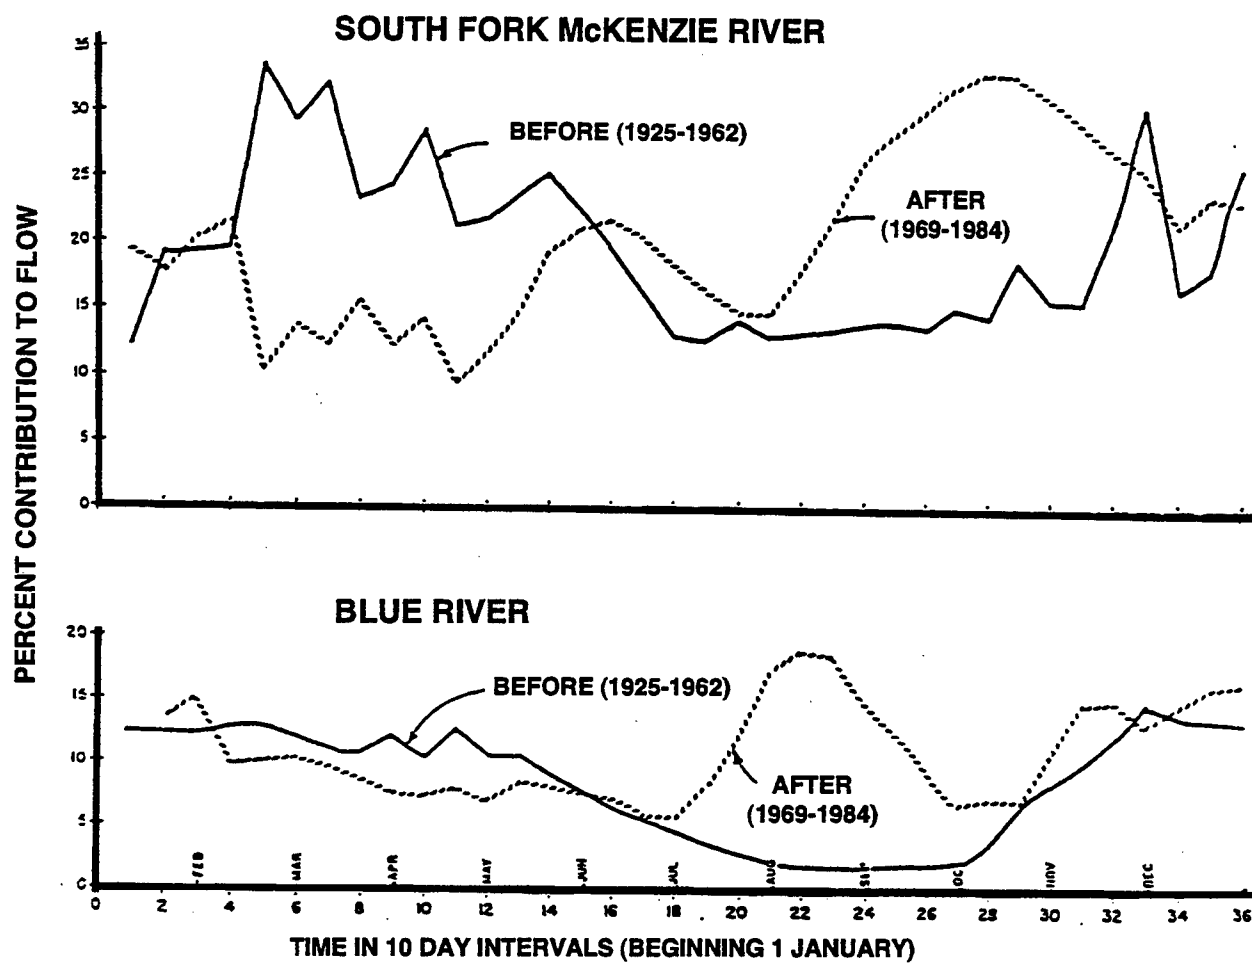 SOUTH FORK McKENZIE RIVER
35
30
25
20
15
10
5
0
BEFORE (1925-1962)
AFTER
(1969-1984)
PERCENT CONTRIBUTION TO FLOW
BLUE RIVER
20
15
10
5
BEFORE (1925-1962)
AFTER
(1969-1984)
FEB MAR APR MAY JUN JUL AUG NOV DEC
0 2 4 6 8 10 12 14 16 18 20 22 24 26 28 30 32 34 36
TIME IN 10 DAY INTERVALS (BEGINNING 1 JANUARY)